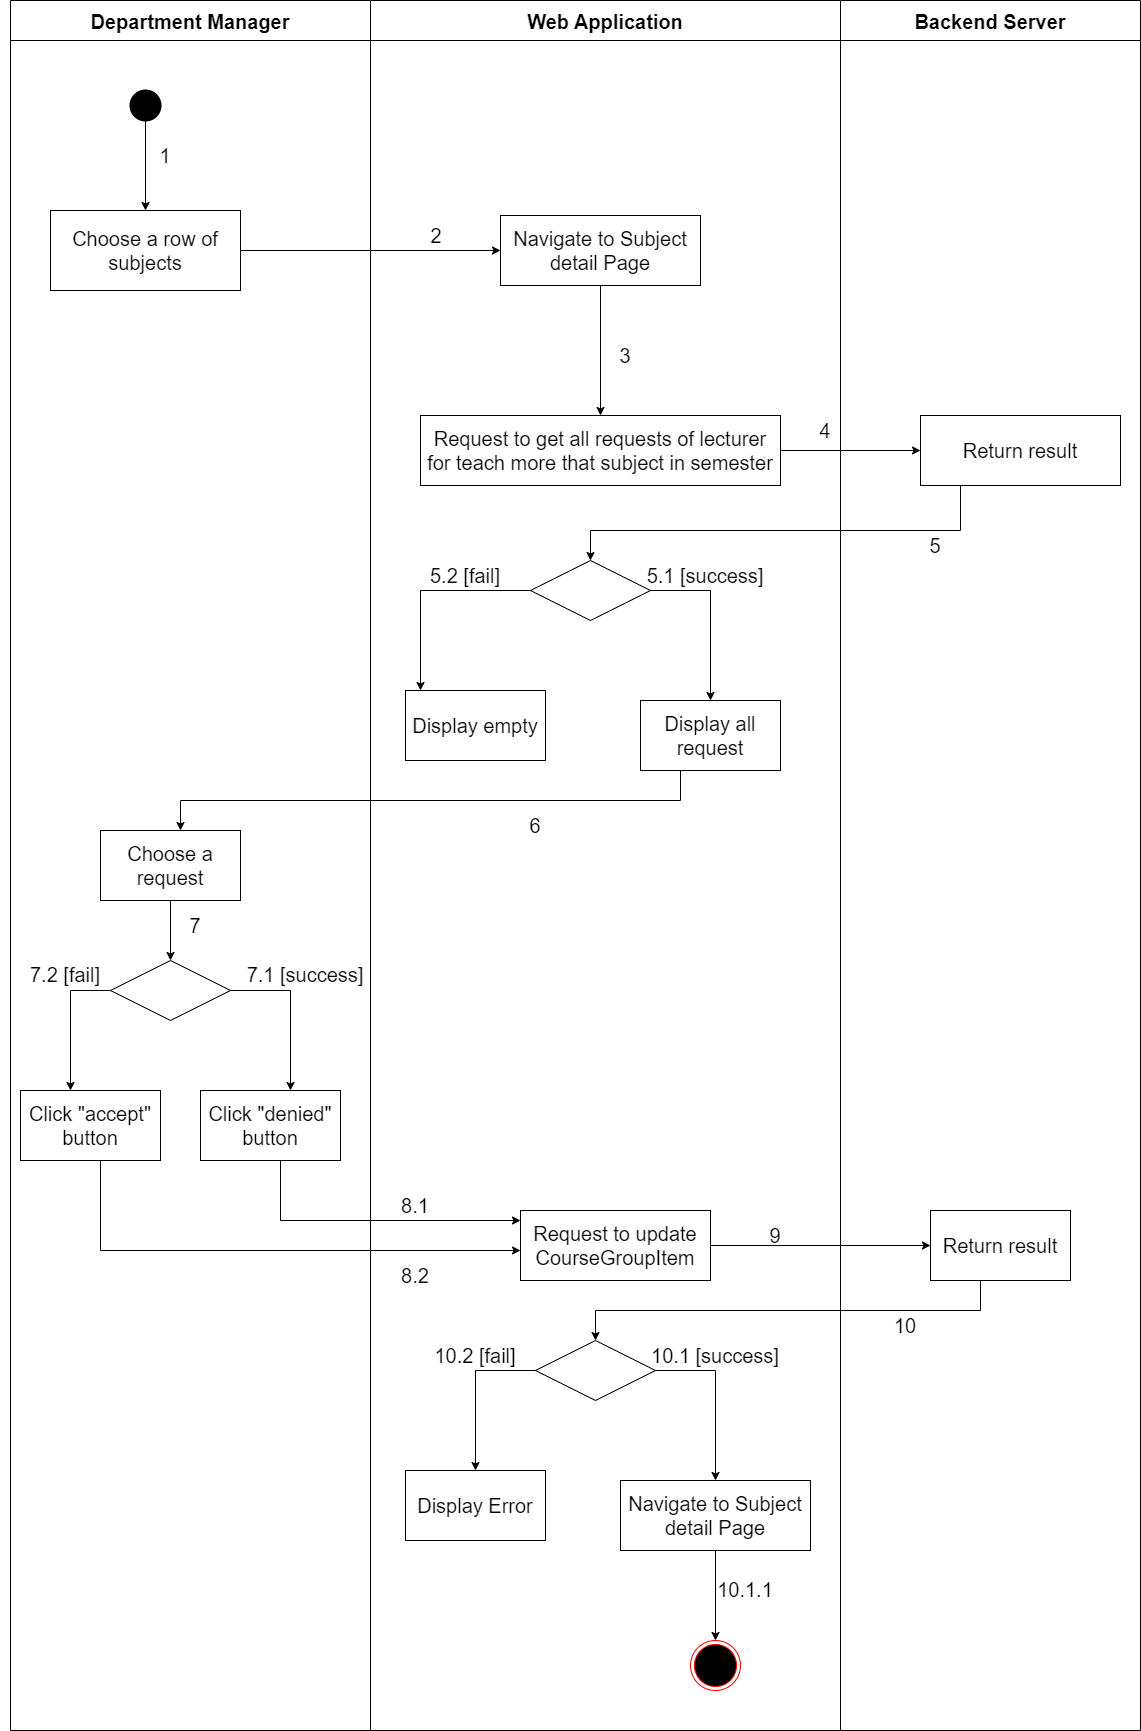 Department Manager
Web Application
Backend Server
1
Choose a row of
subjects
2
Navigate to Subject
detail Page
3
Request to get all requests of lecturer
for teach more that subject in semester
4
Return result
5
5.2 [fail]
5.1 [success]
Display empty
Display all
request
6
Choose a
request
7
7.2 [fail]
7.1 [success]
Click "accept"
button
Click "denied"
button
8.1
8.2
Request to update
CourseGroupItem
9
Return result
10
10.2 [fail]
10.1 [success]
Display Error
Navigate to Subject
detail Page
10.1.1